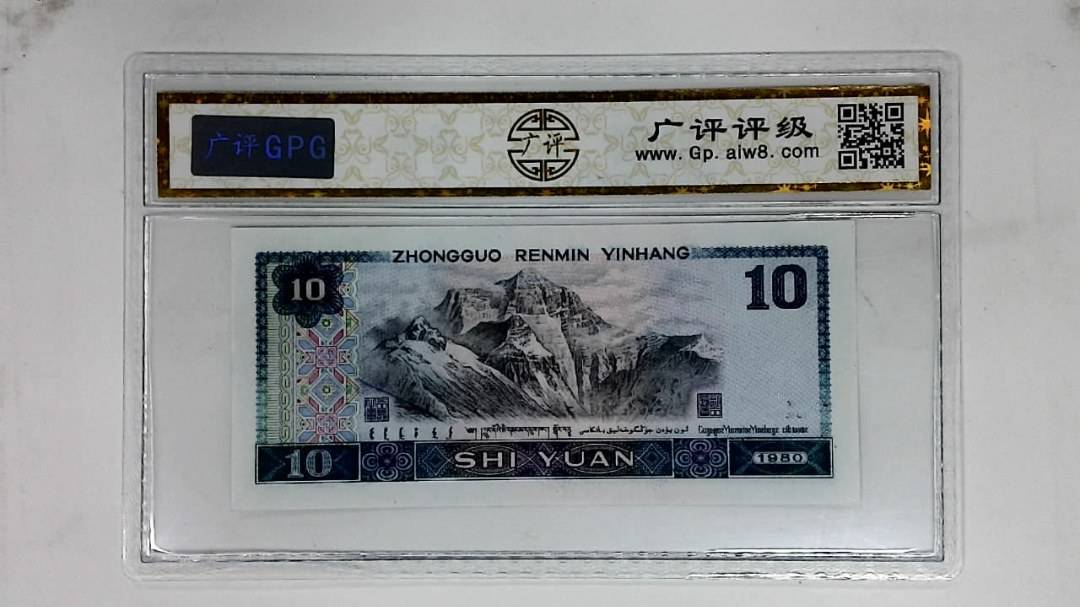 广评GPG
广评
广评评级
www. Gp. aiw8. com
ZHONGGUO RENMIN YINHANG
10
10
10
SHI YUAN
1980